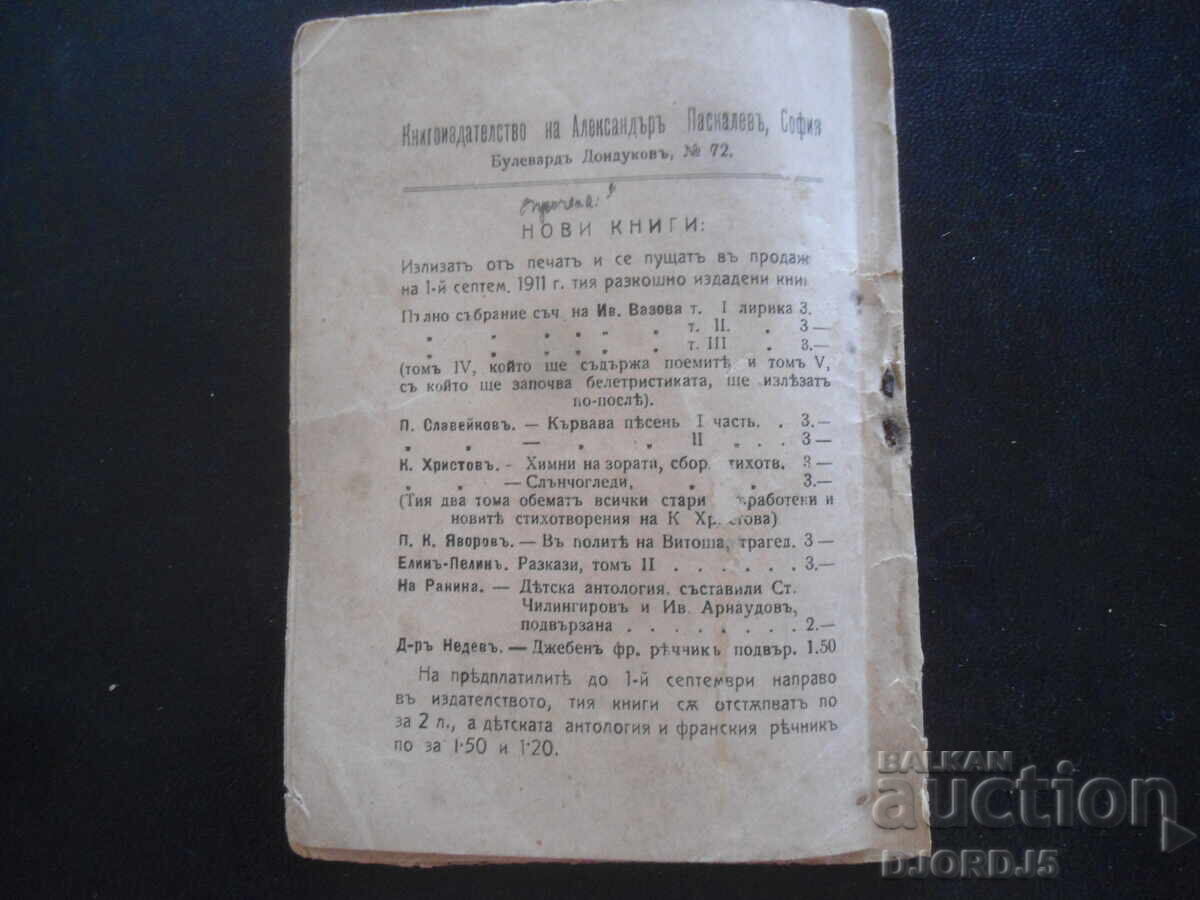 Книгоиздателство на Александъръ Паскалевъ, София
Булевардъ Дондуковъ, № 72.
НОВИ КНИГИ:
Излизатъ отъ печатъ и се пущатъ въ продаж
на 1-й септем. 1911 г. тия разкошно издадени книг
Пълно събрание съч. на Ив. Вазова т. I лирика 3.
„ „ „ „ „ „ т. II. „ 3—
„ „ „ „ „ „ т. III „ 3.—
(томъ IV, който ще съдържа поемитѣ и томъ V,
съ който ще започва белетристиката, ще излѣзатъ
по-послѣ).
П. Славейковъ. — Кървава пѣсень I часть. . 3.—
„ „ — „ „ II „ . . 3—
К. Христовъ. - Химни на зората, сбор. тихотв. 3—
„ „ — Слънчогледи, „ „ 3.—
(Тия два тома обематъ всички стари работени и
новитѣ стихотворения на К Христова)
П. К. Яворовъ. — Въ политѣ на Витоша, трагед. 3—
Елинъ-Пелинъ. Разкази, томъ II . . . . . . 3.—
На Ранина. — Дѣтска антология, съставили Ст.
Чилингировъ и Ив. Арнаудовъ,
подвързана . . . . . . . 2.—
Д-ръ Недевъ. — Джебенъ фр. рѣчникъ подвър. 1.50
На прѣдплатилитѣ до 1-й септември направо
въ издателството, тия книги сѫ отстѫпватъ по
за 2 л., а дѣтската антология и франския рѣчникъ
по за 1·50 и 1·20.
BALKAN
auction
DJORDJ5